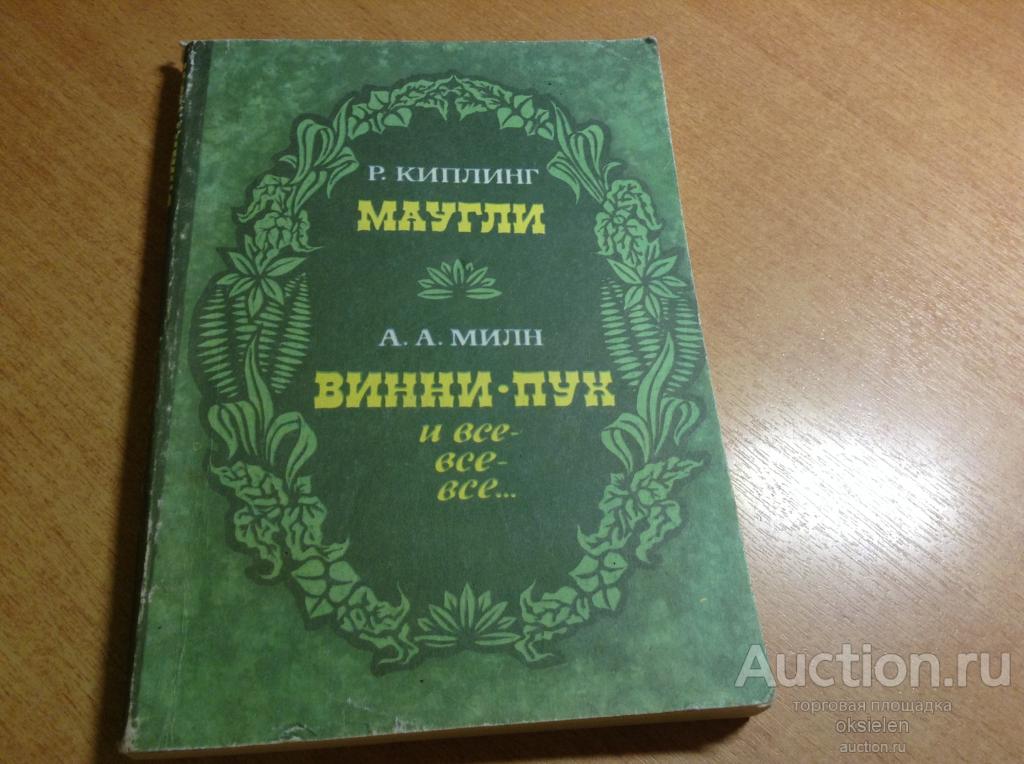 Р. КИПЛИНГ
МАУГЛИ
А. А. МИЛН
ВИННИ-ПУХ
и все-
все-
все...
Auction.ru
торговая площадка
oksielen
auction.ru